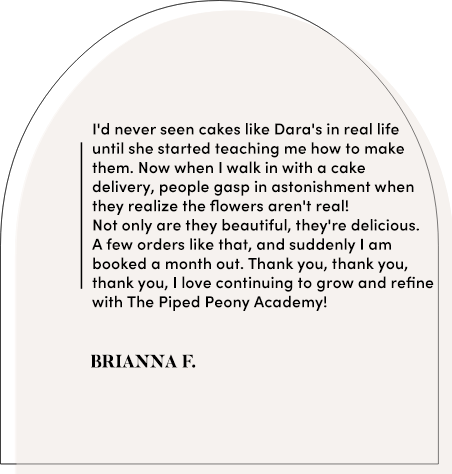 I'd never seen cakes like Dara's in real life
until she started teaching me how to make
them. Now when I walk in with a cake
delivery, people gasp in astonishment when
they realize the flowers aren't real!
Not only are they beautiful, they're delicious.
A few orders like that, and suddenly I am
booked a month out. Thank you, thank you,
thank you, I love continuing to grow and refine
with The Piped Peony Academy!
BRIANNA F.